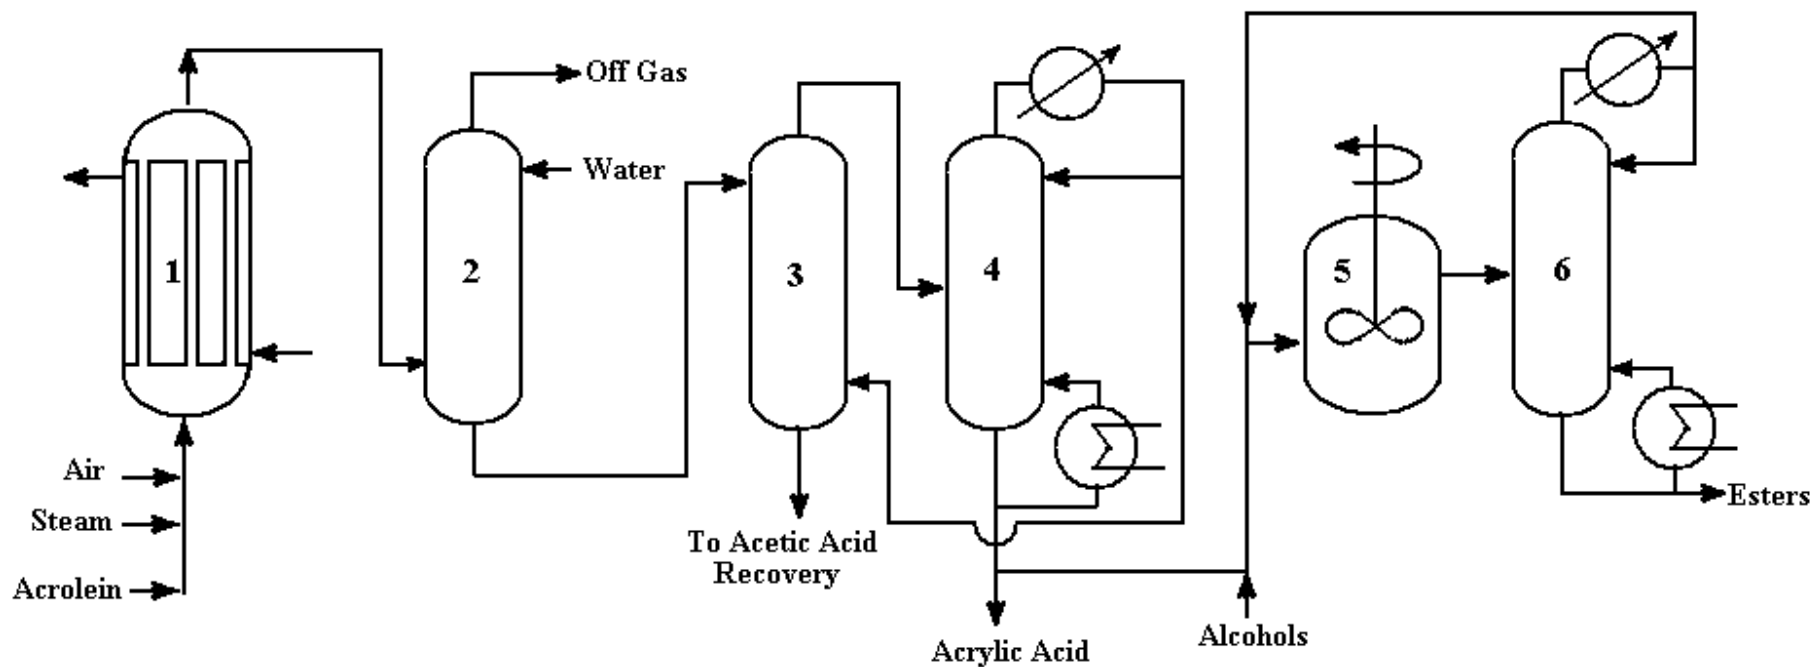 Off Gas
Water
1
2
3
4
5
6
Air
Steam
Acrolein
To Acetic Acid
Recovery
Acrylic Acid
Alcohols
Esters